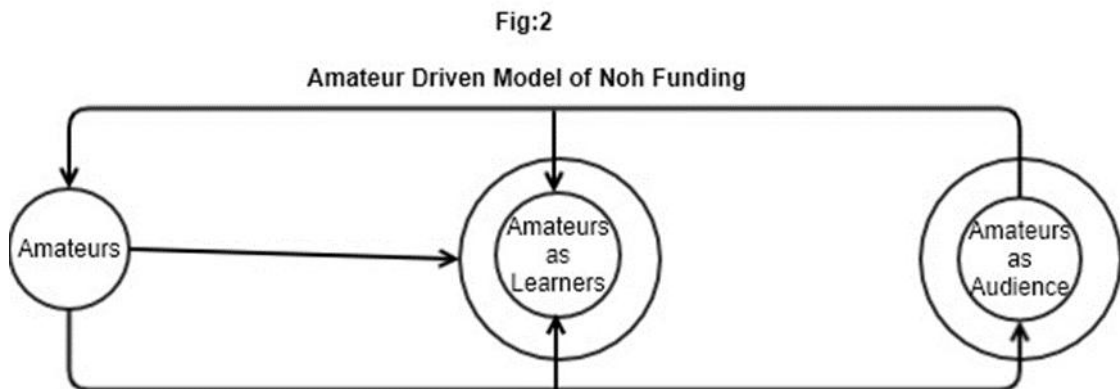 Fig:2
Amateur Driven Model of Noh Funding
Amateurs
Amateurs
as
Learners
Amateurs
as
Audience